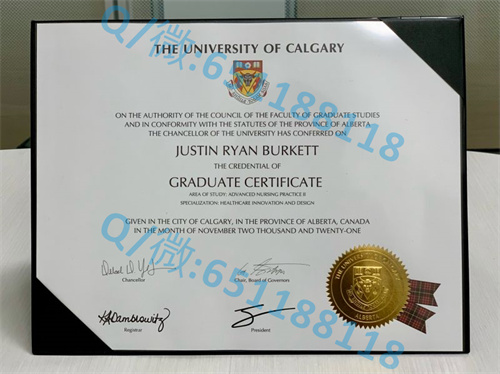 THE UNIVERSITY OF CALGARY
ON THE AUTHORITY OF THE COUNCIL OF THE FACULTY OF GRADUATE STUDIES
AND IN CONFORMITY WITH THE STATUTES OF THE PROVINCE OF ALBERTA
THE CHANCELLOR OF THE UNIVERSITY HAS CONFERRED ON
JUSTIN RYAN BURKETT
THE CREDENTIAL OF
GRADUATE CERTIFICATE
AREA OF STUDY: ADVANCED NURSING PRACTICE II
SPECIALIZATION: HEALTHCARE INNOVATION AND DESIGN
GIVEN IN THE CITY OF CALGARY, IN THE PROVINCE OF ALBERTA, CANADA
IN THE MONTH OF NOVEMBER TWO THOUSAND AND TWENTY-ONE
Chancellor
Chair, Board of Governors
Registrar
President
THE UNIVERSITY OF CALGARY
ALBERTA
Q/微:651188118
Q/微:651188118